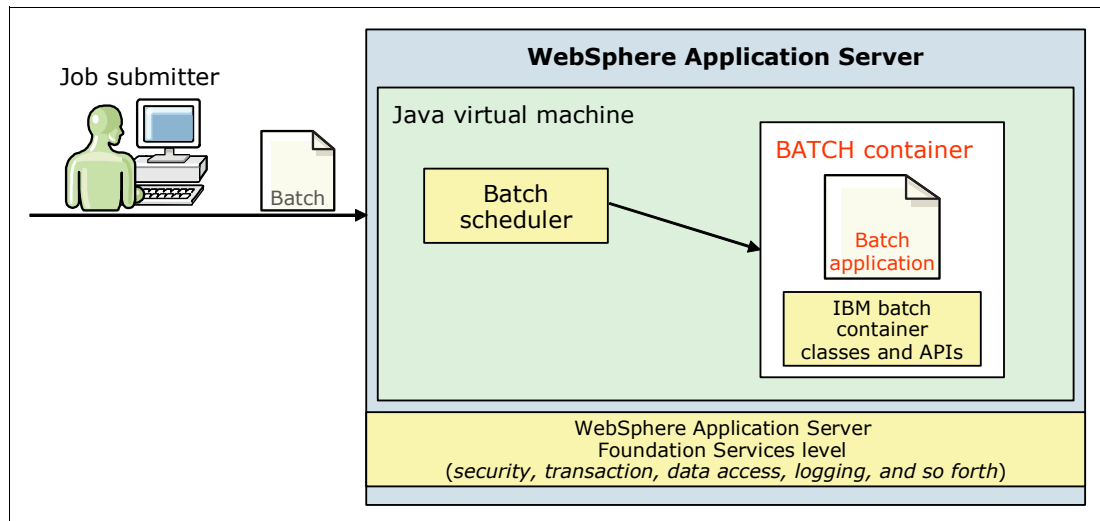 WebSphere Application Server
Job submitter
Java virtual machine
BATCH container
Batch
Batch
scheduler
Batch
application
IBM batch
container
classes and APIs
WebSphere Application Server
Foundation Services level
(security, transaction, data access, logging, and so forth)